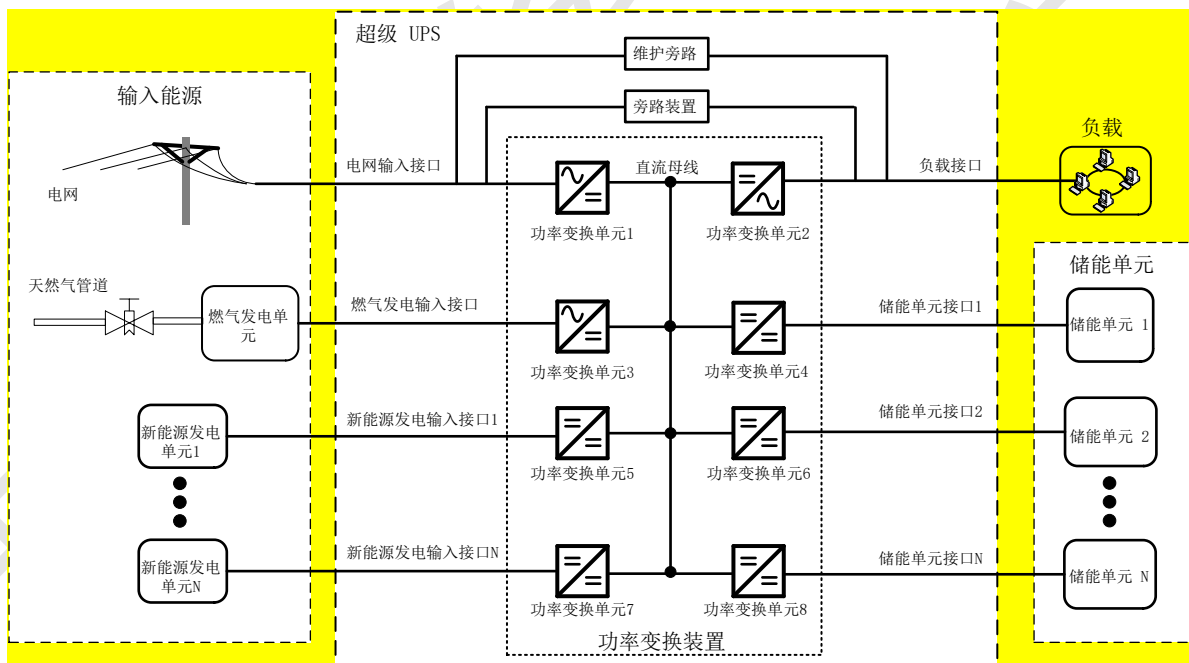 超级 UPS
维护旁路
输入能源
旁路装置
负载
电网输入接口
直流母线
负载接口
电网
功率变换单元1
功率变换单元2
储能单元
天然气管道
燃气发电单
元
燃气发电输入接口
储能单元接口1
储能单元 1
功率变换单元3
功率变换单元4
新能源发电
单元1
新能源发电输入接口1
储能单元接口2
储能单元 2
功率变换单元5
功率变换单元6
新能源发电
单元N
新能源发电输入接口N
储能单元接口N
储能单元 N
功率变换单元7
功率变换单元8
功率变换装置